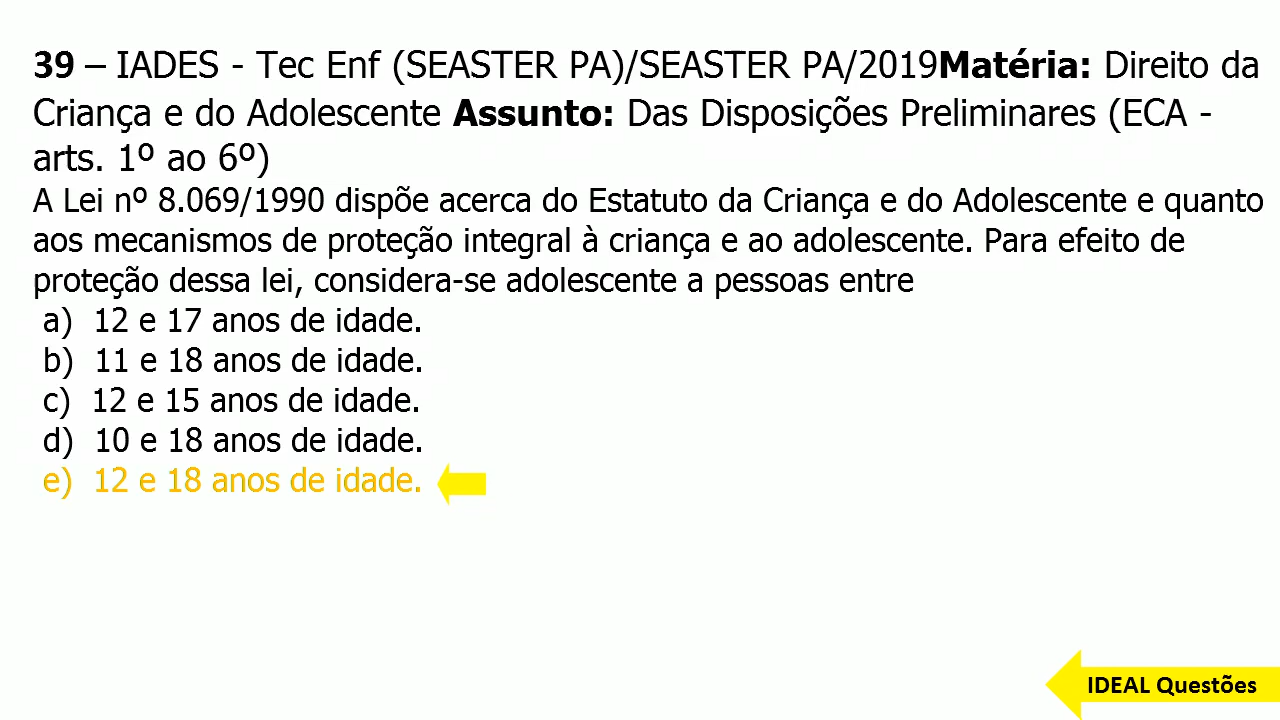 39 – IADES - Tec Enf (SEASTER PA)/SEASTER PA/2019Matéria: Direito da
Criança e do Adolescente Assunto: Das Disposições Preliminares (ECA -
arts. 1º ao 6º)
A Lei nº 8.069/1990 dispõe acerca do Estatuto da Criança e do Adolescente e quanto
aos mecanismos de proteção integral à criança e ao adolescente. Para efeito de
proteção dessa lei, considera-se adolescente a pessoas entre
a) 12 e 17 anos de idade.
b) 11 e 18 anos de idade.
c) 12 e 15 anos de idade.
d) 10 e 18 anos de idade.
e) 12 e 18 anos de idade.
IDEAL Questões